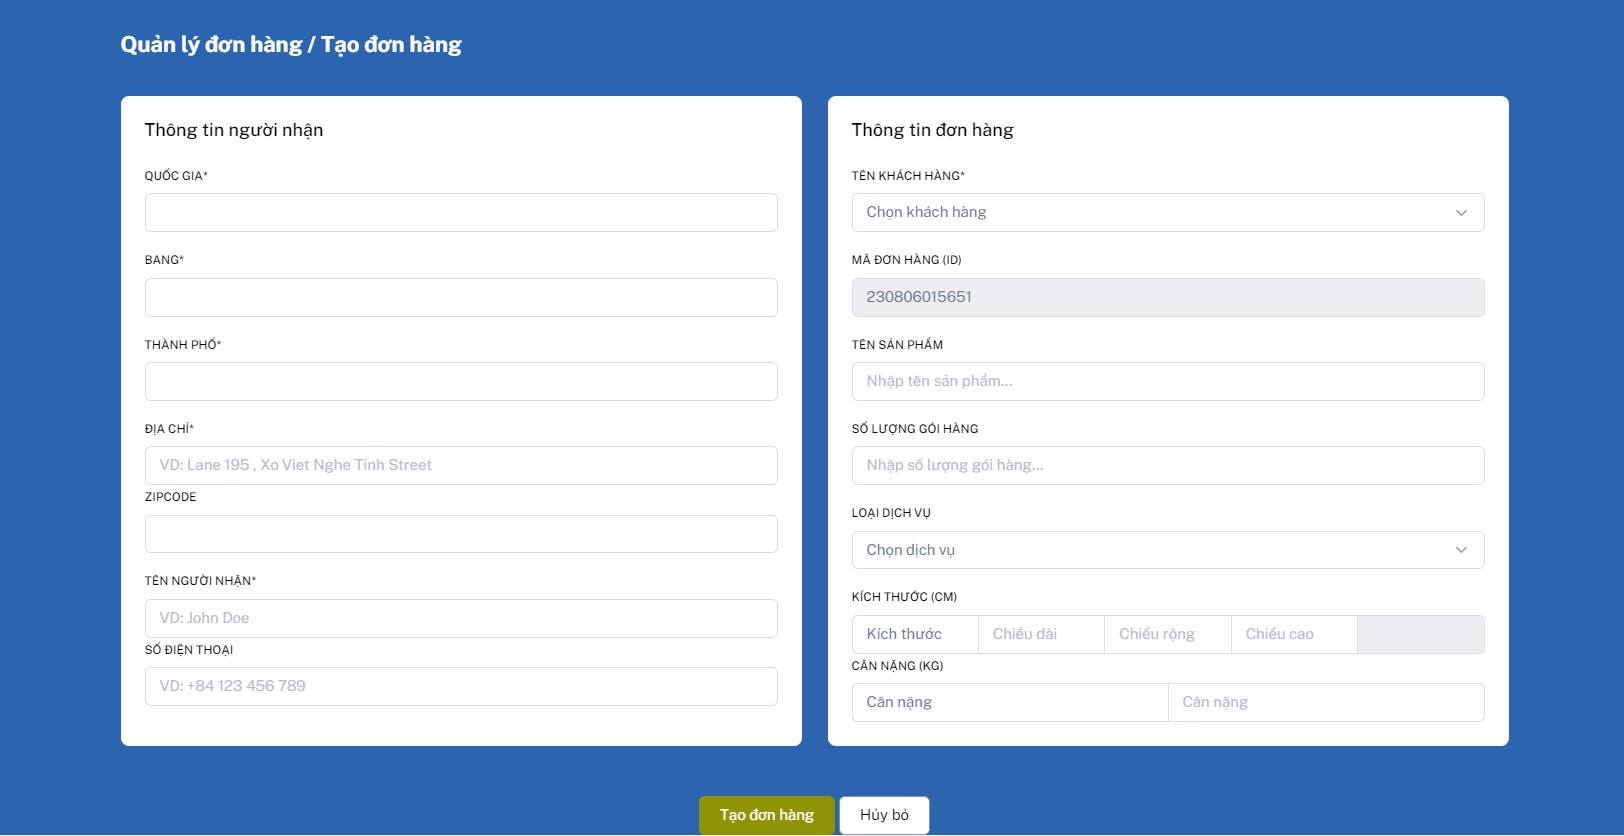 Quản lý đơn hàng / Tạo đơn hàng
Thông tin người nhận
QUỐC GIA*
BANG*
THÀNH PHỐ*
ĐỊA CHỈ*
VD: Lane 195 , Xo Viet Nghe Tinh Street
ZIPCODE
TÊN NGƯỜI NHẬN*
VD: John Doe
SỐ ĐIỆN THOẠI
VD: +84 123 456 789
Thông tin đơn hàng
TÊN KHÁCH HÀNG*
Chọn khách hàng
MÃ ĐƠN HÀNG (ID)
230806015651
TÊN SẢN PHẨM
Nhập tên sản phẩm...
SỐ LƯỢNG GÓI HÀNG
Nhập số lượng gói hàng...
LOẠI DỊCH VỤ
Chọn dịch vụ
KÍCH THƯỚC (CM)
Kích thước Chiều dài Chiều rộng Chiều cao
CÂN NẶNG (KG)
Cân nặng Cân nặng
Tạo đơn hàng Hủy bỏ